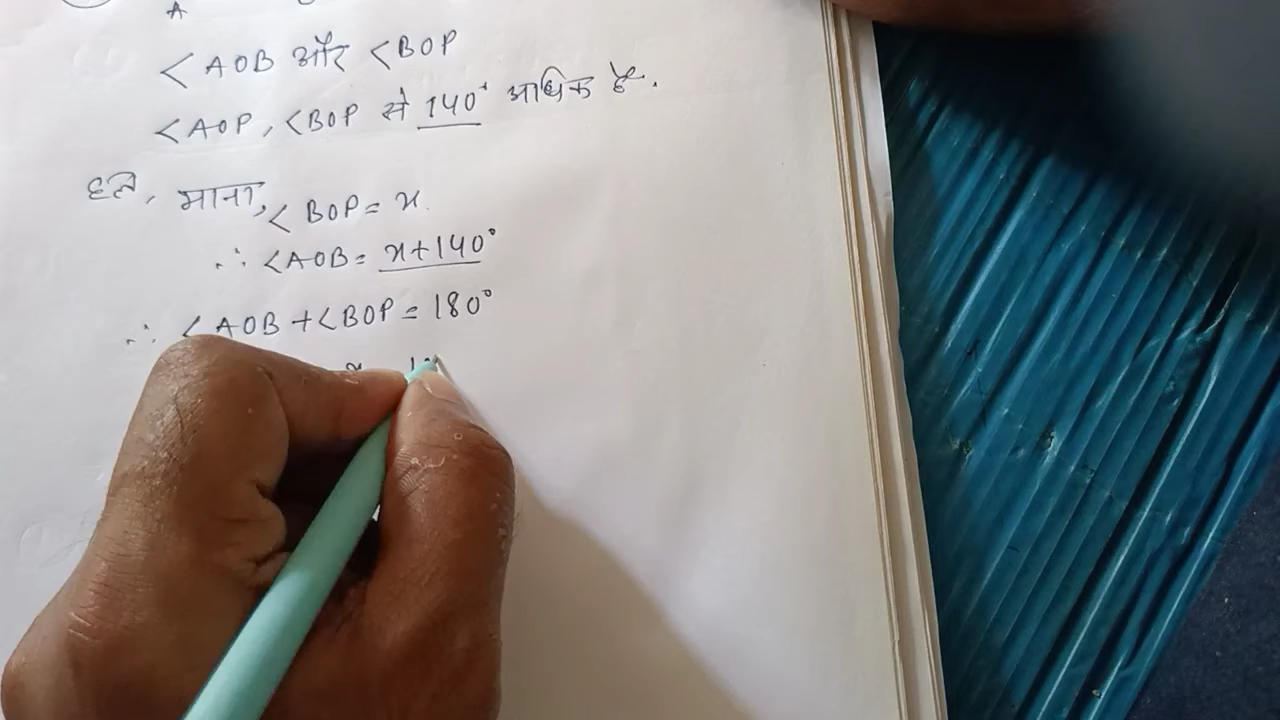 A
<AOB और <BOP
<AOP, <BOP से 140° अधिक है.
हल, माना, <BOP = x
∴ <AOB = x+140°
∴ <AOB + <BOP = 180°